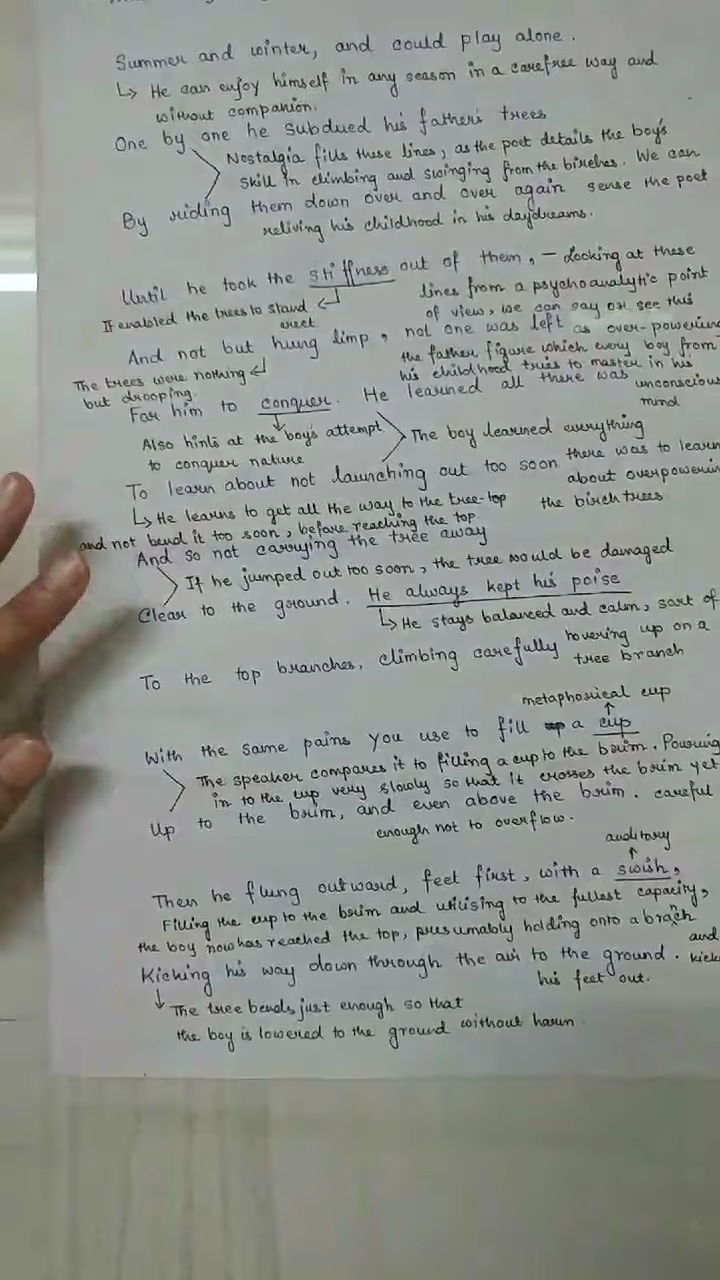 Summer and winter, and could play alone.
↳ He can enjoy himself in any season in a carefree way and
without companion.
One by one he subdued his father's trees
Nostalgia fills these lines, as the poet details the boy's
skill in climbing and swinging from the birches. We can
By riding them down over and over again sense the poet
reliving his childhood in his daydreams.
Until he took the stiffness out of them, - Looking at these
lines from a psychoanalytic point
It enabled the trees to stand
erect.
of view, we can say or see this
And not but hung limp, not one was left as over-powering
the father figure which every boy from
The trees were nothing
but drooping.
his childhood tries to master in his
For him to conquer. He learned all there was unconscious
mind
Also hints at the boy's attempt
to conquer nature
The boy learned everything
To learn about not launching out too soon there was to learn
about overpowering
↳ He learns to get all the way to the tree-top the birch trees
and not bend it too soon, before reaching the top.
And so not carrying the tree away
If he jumped out too soon, the tree would be damaged
Clear to the ground. He always kept his poise
↳ He stays balanced and calm, sort of
hovering up on a
To the top branches, climbing carefully tree branch
metaphorical cup
With the same pains you use to fill a cup
The speaker compares it to filling a cup to the brim. Pouring
in to the cup very slowly so that it crosses the brim yet
Up to the brim, and even above the brim. careful
enough not to overflow.
auditory
Then he flung outward, feet first, with a swish,
Filling the cup to the brim and utilising to the fullest capacity,
the boy now has reached the top, presumably holding onto a branch
and
Kicking his way down through the air to the ground. kick
his feet out.
The tree bends just enough so that
the boy is lowered to the ground without harm